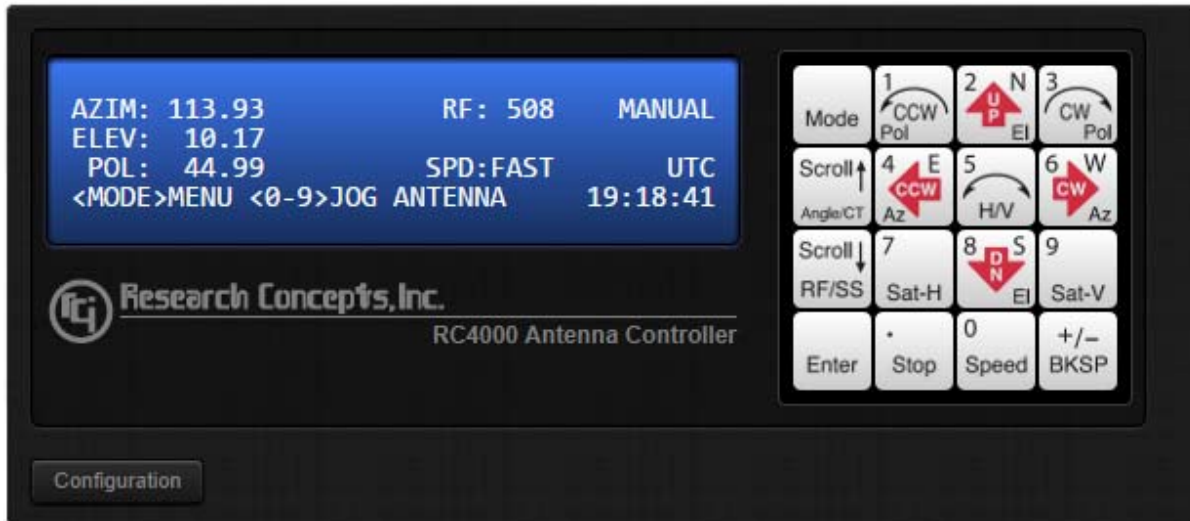 AZIM: 113.93 RF: 508 MANUAL
ELEV: 10.17
POL: 44.99 SPD:FAST UTC
<MODE>MENU <0-9>JOG ANTENNA 19:18:41
rci Research Concepts, Inc.
RC4000 Antenna Controller
Mode
1 CCW Pol
2 N UP El
3 CW Pol
Scroll↑ Angle/CT
4 E CCW Az
5 H/V
6 W CW Az
Scroll↓ RF/SS
7 Sat-H
8 S DN El
9 Sat-V
Enter
. Stop
0 Speed
+/- BKSP
Configuration